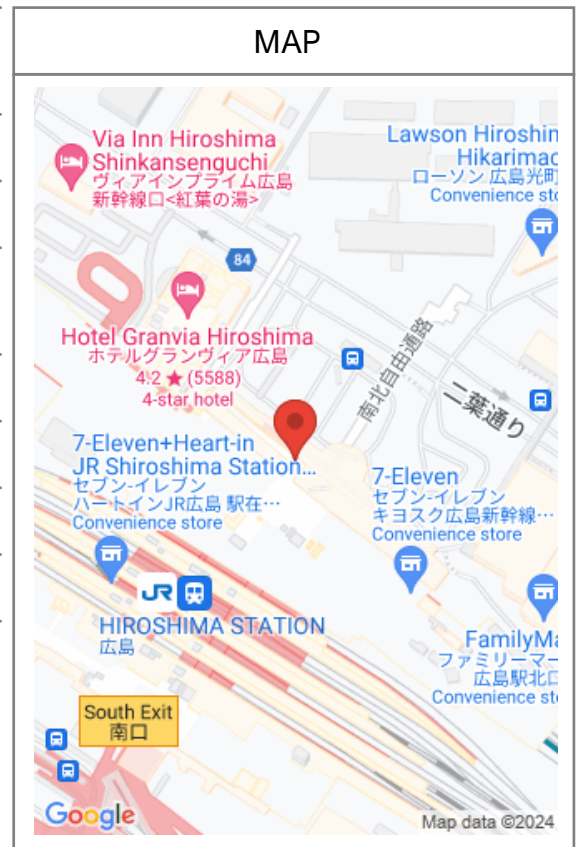 MAP
Via Inn Hiroshima
Shinkansenguchi
ヴィアインプライム広島
新幹線口<紅葉の湯>
Lawson Hiroshin
Hikarimac
ローソン 広島光町
Convenience sto
84
Hotel Granvia Hiroshima
ホテルグランヴィア広島
4.2 ★ (5588)
4-star hotel
南北自由通路
二葉通り
7-Eleven+Heart-in
JR Shiroshima Station...
セブン-イレブン
ハートインJR広島 駅在…
Convenience store
7-Eleven
セブン-イレブン
キヨスク広島新幹線…
Convenience store
JR
HIROSHIMA STATION
広島
FamilyMa
ファミリーマー
広島駅北口
Convenience sto
South Exit
南口
Google
Map data ©2024